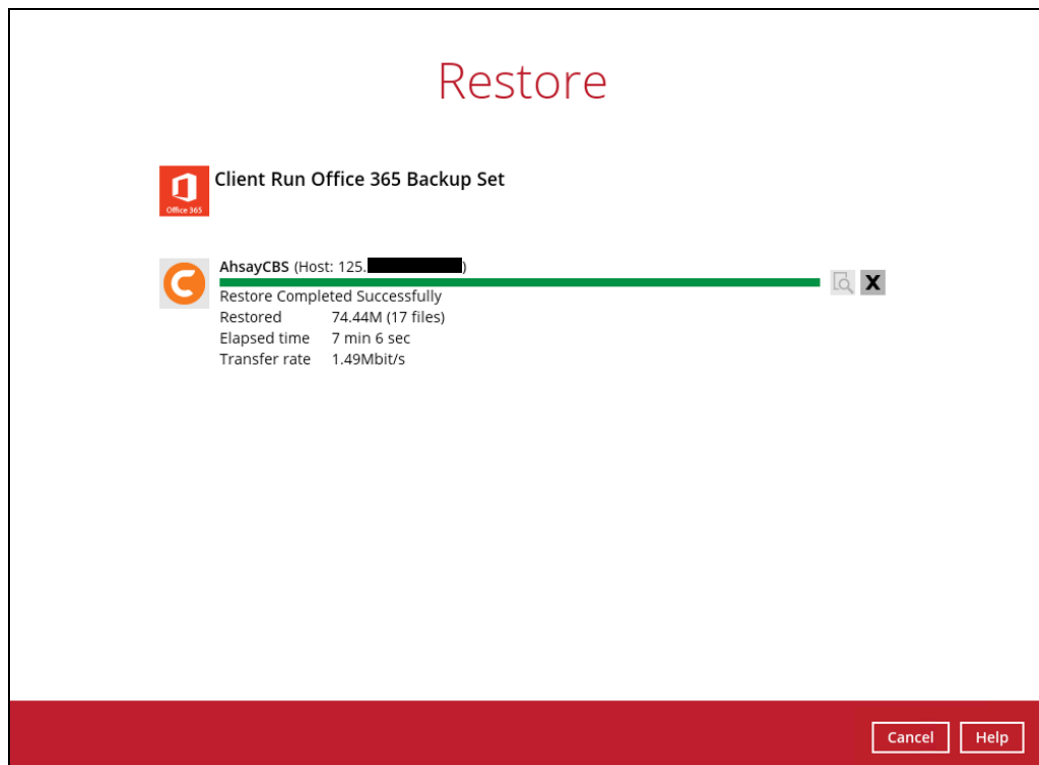 Restore
Office 365
Client Run Office 365 Backup Set
AhsayCBS (Host: 125. )
Restore Completed Successfully
Restored 74.44M (17 files)
Elapsed time 7 min 6 sec
Transfer rate 1.49Mbit/s
X
Cancel Help